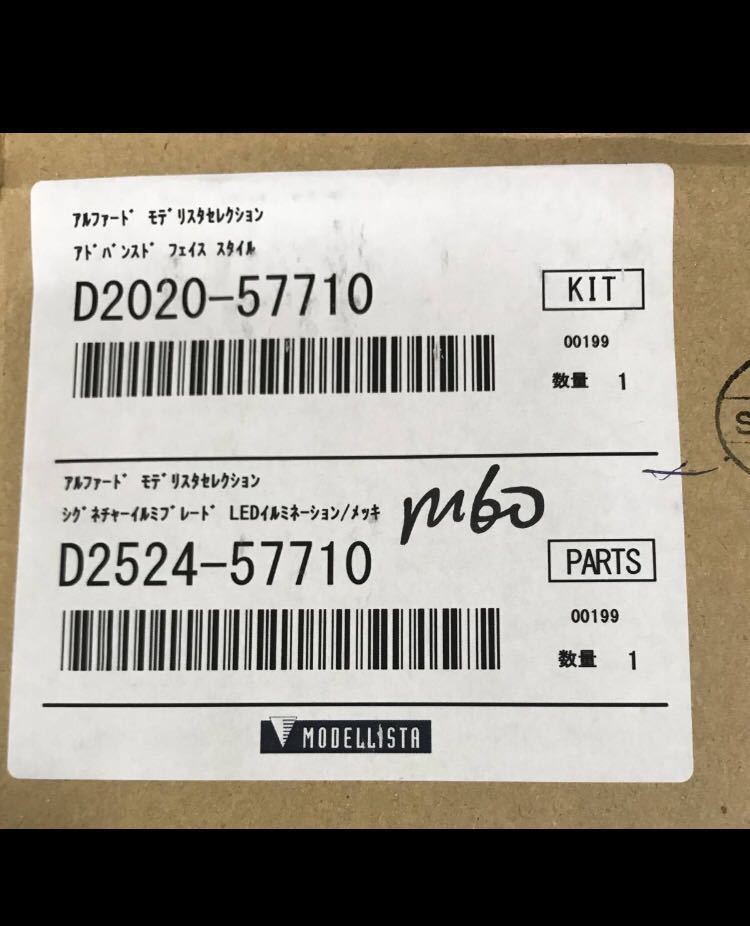 ｱﾙﾌｧｰﾄﾞ ﾓﾃﾞﾘｽﾀｾﾚｸｼｮﾝ
ｱﾄﾞﾊﾞﾝｽﾄﾞ ﾌｪｲｽ ｽﾀｲﾙ
D2020-57710
KIT
00199
数量 1
ｱﾙﾌｧｰﾄﾞ ﾓﾃﾞﾘｽﾀｾﾚｸｼｮﾝ
ｼｸﾞﾈﾁｬｰｲﾙﾐﾌﾞﾚｰﾄﾞ LEDｲﾙﾐﾈｰｼｮﾝ/ﾒｯｷ
m60
D2524-57710
PARTS
00199
数量 1
MODELLISTA
S